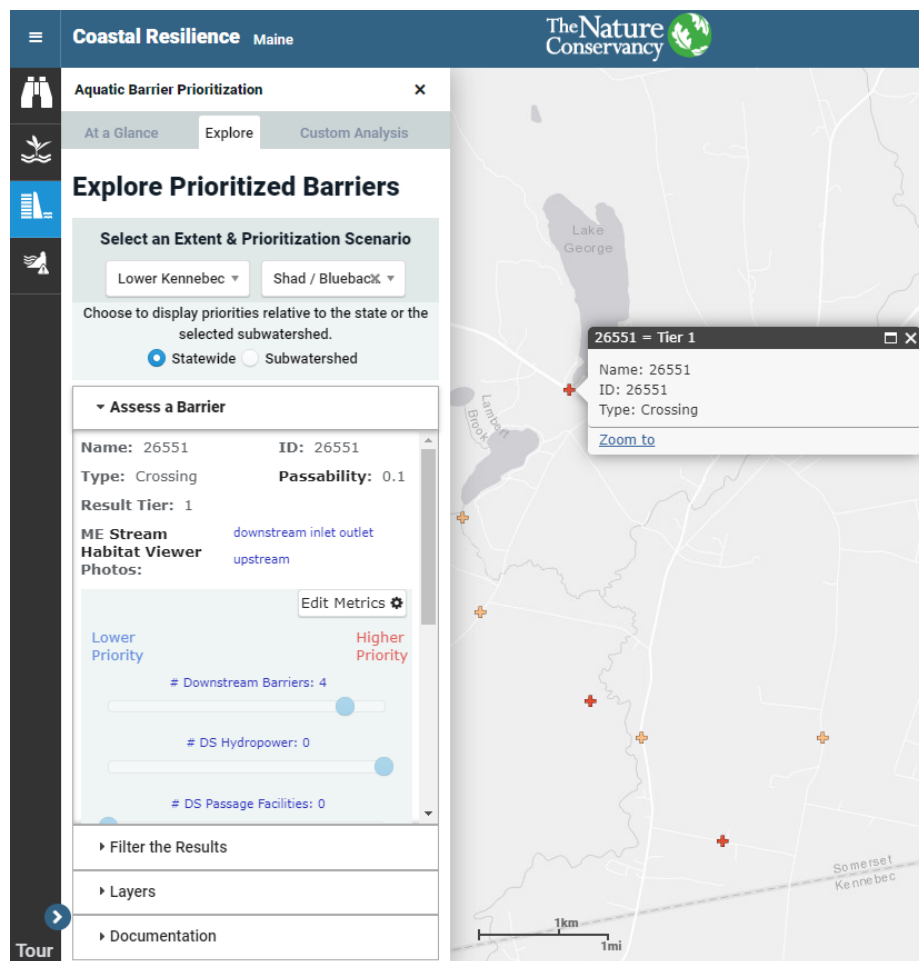 Coastal Resilience Maine
The Nature
Conservancy
Aquatic Barrier Prioritization
At a Glance
Explore
Custom Analysis
Explore Prioritized Barriers
Select an Extent & Prioritization Scenario
Lower Kennebec
Shad / Blueback
Choose to display priorities relative to the state or the
selected subwatershed.
Statewide
Subwatershed
Assess a Barrier
Name: 26551
ID: 26551
Type: Crossing
Passability: 0.1
Result Tier: 1
ME Stream
Habitat Viewer
Photos:
downstream inlet outlet
upstream
Edit Metrics
Lower
Priority
Higher
Priority
# Downstream Barriers: 4
# DS Hydropower: 0
# DS Passage Facilities: 0
Filter the Results
Layers
Documentation
Tour
Lake
George
26551 = Tier 1
Name: 26551
ID: 26551
Type: Crossing
Zoom to
Lambert
Brook
Somerset
Kennebec
1km
1mi